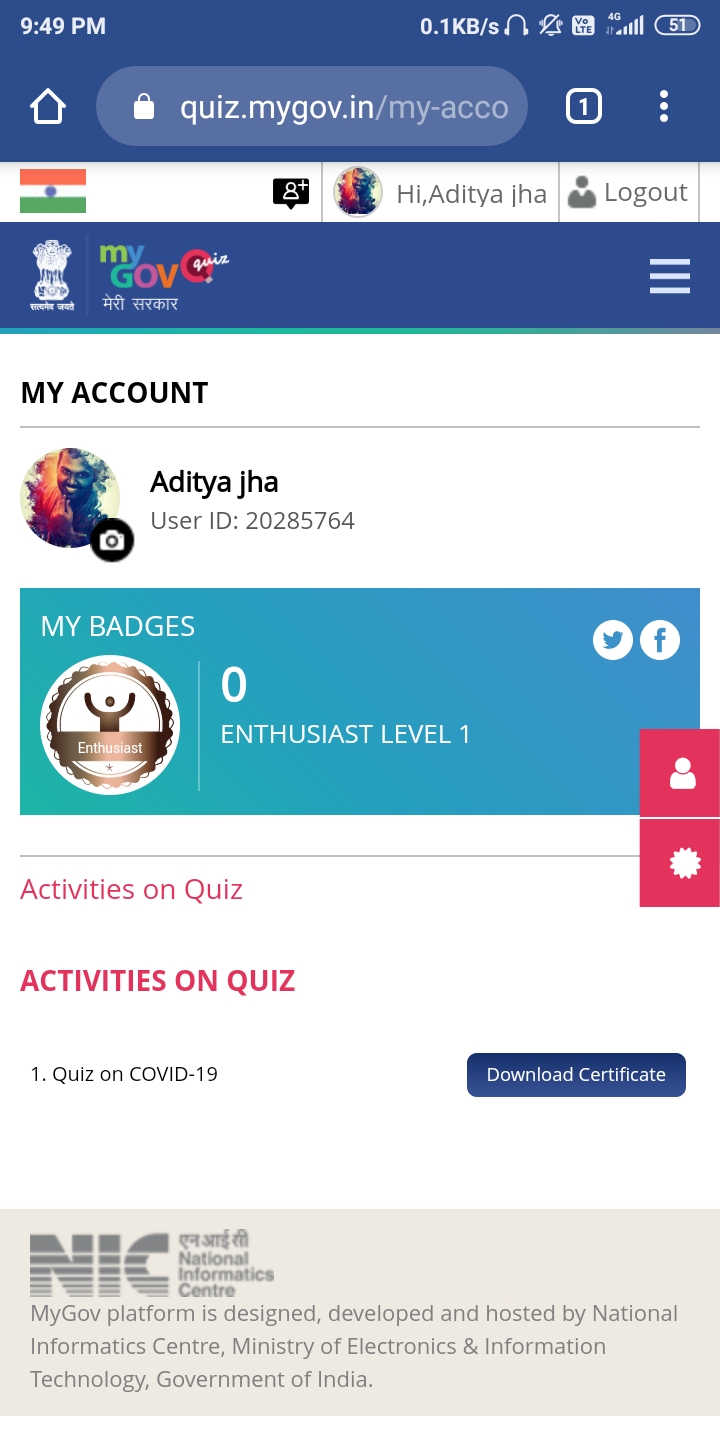 9:49 PM 0.1KB/s Vo LTE 4G 51
quiz.mygov.in/my-acco 1
Hi,Aditya jha Logout
my GOV quiz
सत्यमेव जयते मेरी सरकार
MY ACCOUNT
Aditya jha
User ID: 20285764
MY BADGES
0
ENTHUSIAST LEVEL 1
Enthusiast
Activities on Quiz
ACTIVITIES ON QUIZ
1. Quiz on COVID-19 Download Certificate
NIC एन आई सी
National
Informatics
Centre
MyGov platform is designed, developed and hosted by National
Informatics Centre, Ministry of Electronics & Information
Technology, Government of India.